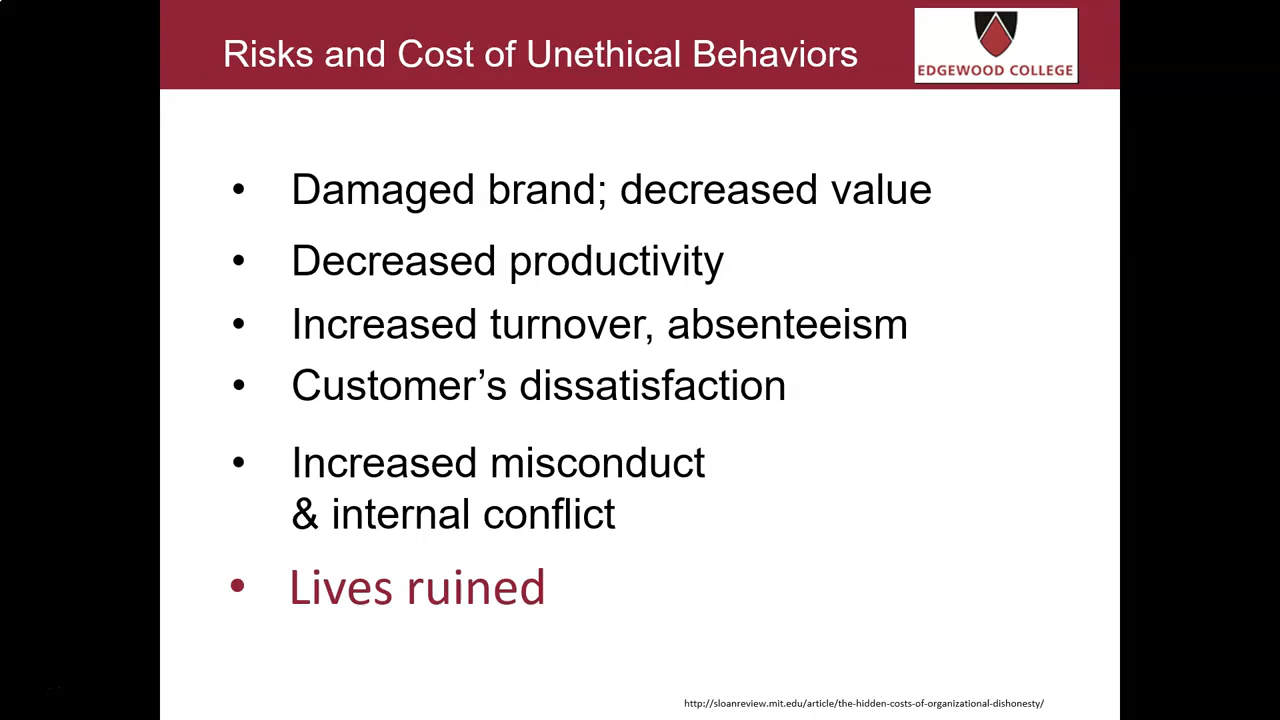 Risks and Cost of Unethical Behaviors
EDGEWOOD COLLEGE
• Damaged brand; decreased value
• Decreased productivity
• Increased turnover, absenteeism
• Customer’s dissatisfaction
• Increased misconduct
& internal conflict
• Lives ruined
http://sloanreview.mit.edu/article/the-hidden-costs-of-organizational-dishonesty/